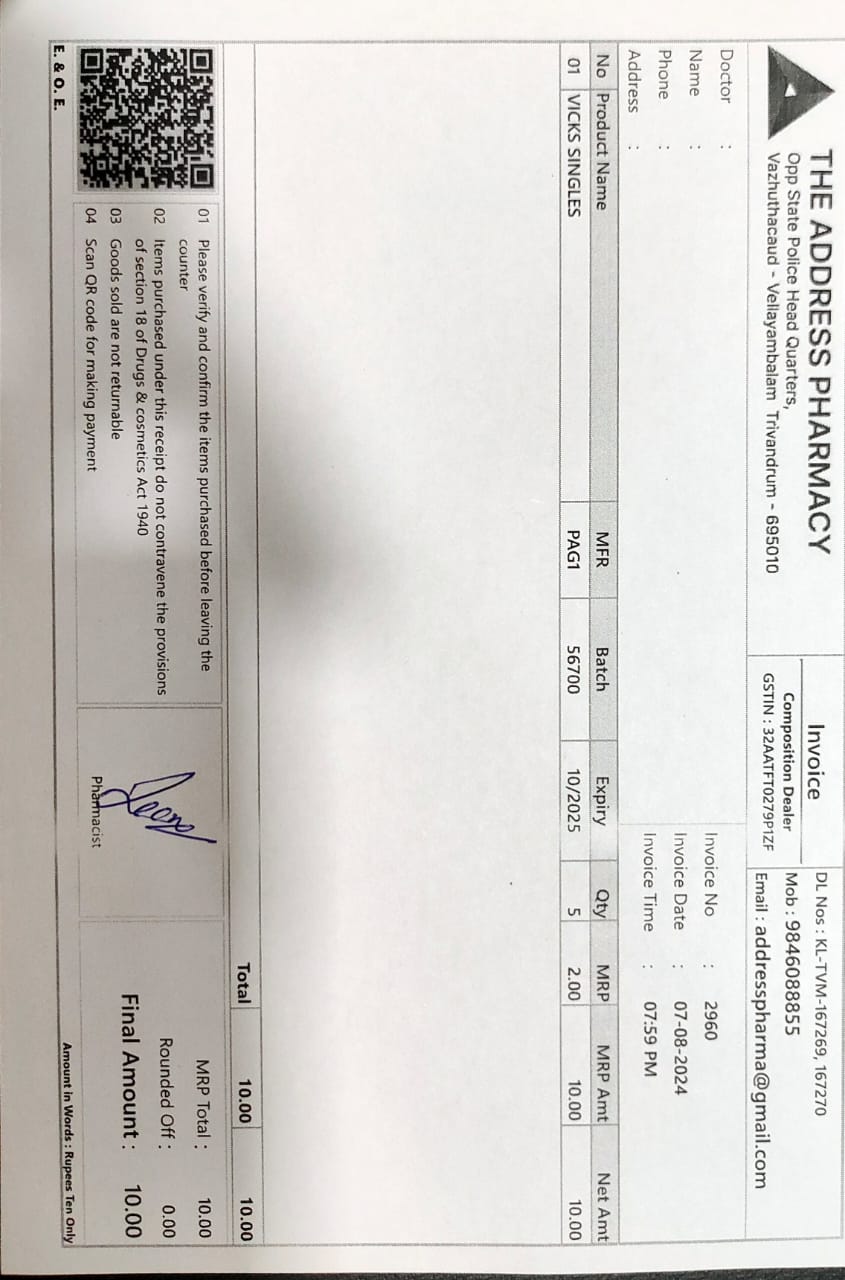 THE ADDRESS PHARMACY
Opp State Police Head Quarters,
Vazhuthacaud - Vellayambalam Trivandrum - 695010
Invoice
Composition Dealer
GSTIN : 32AATFT0279P1ZF
DL Nos : KL-TVM-167269, 167270
Mob : 9846088855
Email : addresspharma@gmail.com
Doctor :
Name :
Phone :
Address :
Invoice No : 2960
Invoice Date : 07-08-2024
Invoice Time : 07:59 PM
No Product Name MFR Batch Expiry Qty MRP MRP Amt Net Amt
01 VICKS SINGLES PAG1 56700 10/2025 5 2.00 10.00 10.00
Total 10.00 10.00
01 Please verify and confirm the items purchased before leaving the
counter
02 Items purchased under this receipt do not contravene the provisions
of section 18 of Drugs & cosmetics Act 1940
03 Goods sold are not returnable
04 Scan QR code for making payment
Pharmacist
MRP Total : 10.00
Rounded Off : 0.00
Final Amount : 10.00
E. & O. E.
Amount in Words : Rupees Ten Only